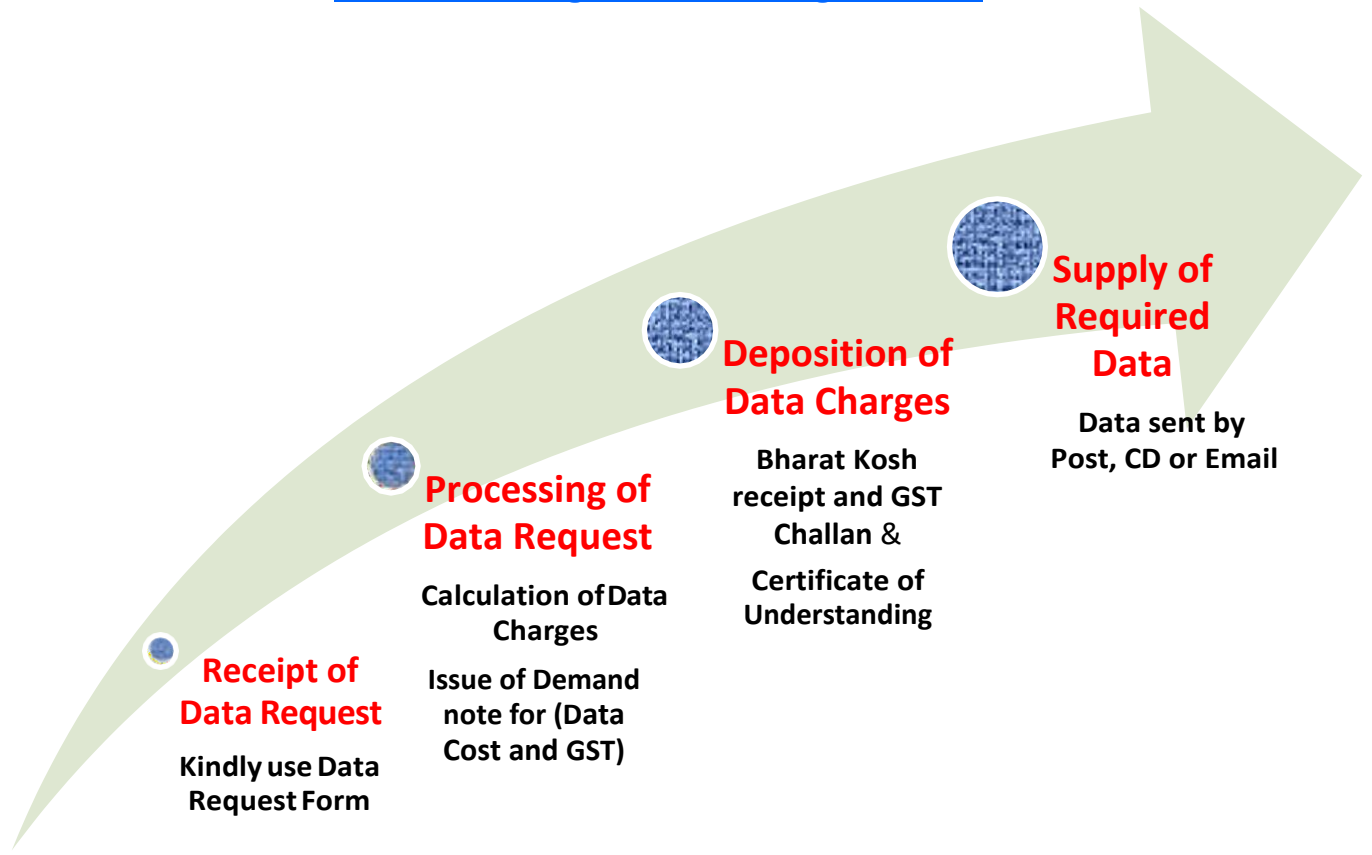 Receipt of
Data Request
Kindly use Data
Request Form
Processing of
Data Request
Calculation of Data
Charges
Issue of Demand
note for (Data
Cost and GST)
Deposition of
Data Charges
Bharat Kosh
receipt and GST
Challan &
Certificate of
Understanding
Supply of
Required
Data
Data sent by
Post, CD or Email